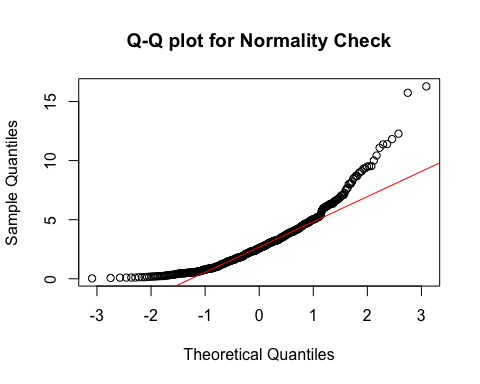 Q-Q plot for Normality Check
Sample Quantiles
15
10
5
0
-3 -2 -1 0 1 2 3
Theoretical Quantiles